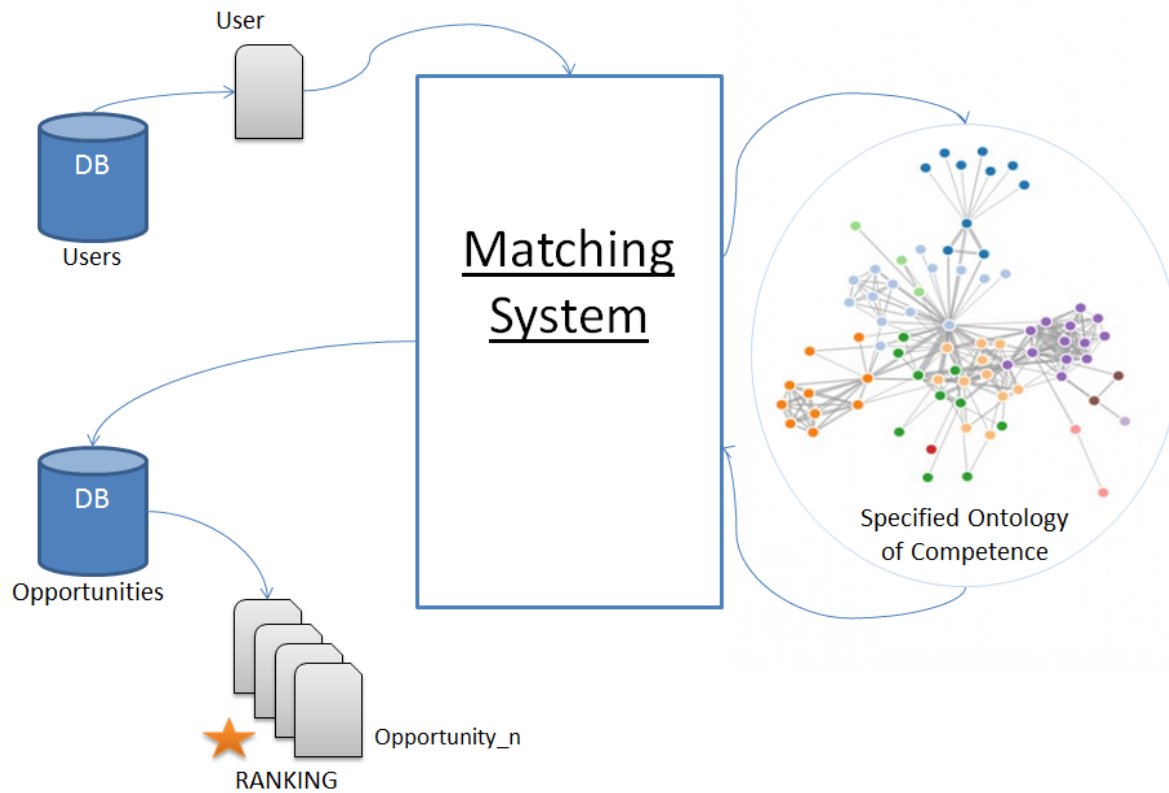 User
DB
Users
Matching
System
DB
Opportunities
Specified Ontology
of Competence
Opportunity_n
RANKING